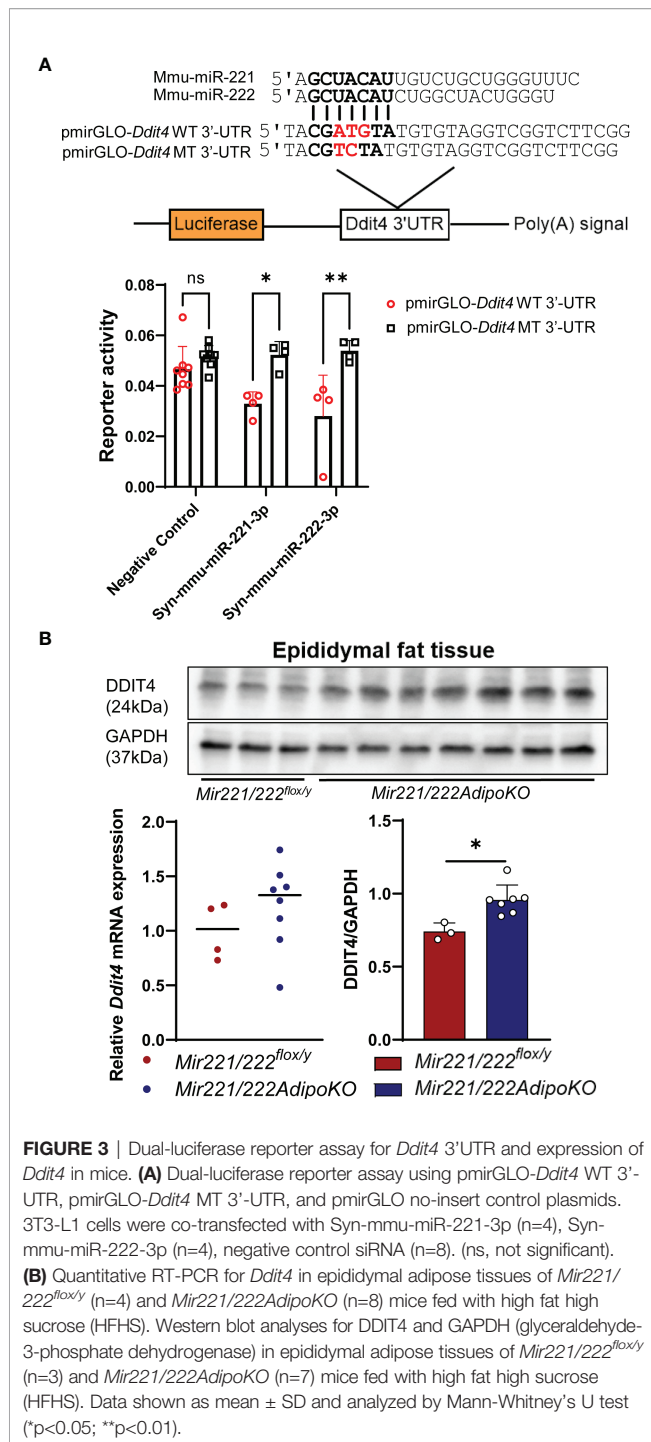 A
Mmu-miR-221 5'AGCUACAUUGUCUGCUGGGUUUC
Mmu-miR-222 5'AGCUACAUCUGGCUACUGGGU
pmirGLO-Ddit4 WT 3'-UTR 5'TACGATGTATGTGTAGGTCGGTCTTCGG
pmirGLO-Ddit4 MT 3'-UTR 5'TACGTCTATGTGTAGGTCGGTCTTCGG
Luciferase Ddit4 3'UTR Poly(A) signal
Reporter activity
0.08
0.06
0.04
0.02
0.00
ns * **
pmirGLO-Ddit4 WT 3'-UTR
pmirGLO-Ddit4 MT 3'-UTR
Negative Control
Syn-mmu-miR-221-3p
Syn-mmu-miR-222-3p
B
Epididymal fat tissue
DDIT4
(24kDa)
GAPDH
(37kDa)
Mir221/222flox/y Mir221/222AdipoKO
Relative Ddit4 mRNA expression
2.0
1.5
1.0
0.5
0.0
Mir221/222flox/y
Mir221/222AdipoKO
DDIT4/GAPDH
1.5
1.0
0.5
0.0
*
Mir221/222flox/y
Mir221/222AdipoKO
FIGURE 3 | Dual-luciferase reporter assay for Ddit4 3'UTR and expression of
Ddit4 in mice. (A) Dual-luciferase reporter assay using pmirGLO-Ddit4 WT 3'-
UTR, pmirGLO-Ddit4 MT 3'-UTR, and pmirGLO no-insert control plasmids.
3T3-L1 cells were co-transfected with Syn-mmu-miR-221-3p (n=4), Syn-
mmu-miR-222-3p (n=4), negative control siRNA (n=8). (ns, not significant).
(B) Quantitative RT-PCR for Ddit4 in epididymal adipose tissues of Mir221/
222flox/y (n=4) and Mir221/222AdipoKO (n=8) mice fed with high fat high
sucrose (HFHS). Western blot analyses for DDIT4 and GAPDH (glyceraldehyde-
3-phosphate dehydrogenase) in epididymal adipose tissues of Mir221/222flox/y
(n=3) and Mir221/222AdipoKO (n=7) mice fed with high fat high sucrose
(HFHS). Data shown as mean ± SD and analyzed by Mann-Whitney's U test
(*p<0.05; **p<0.01).